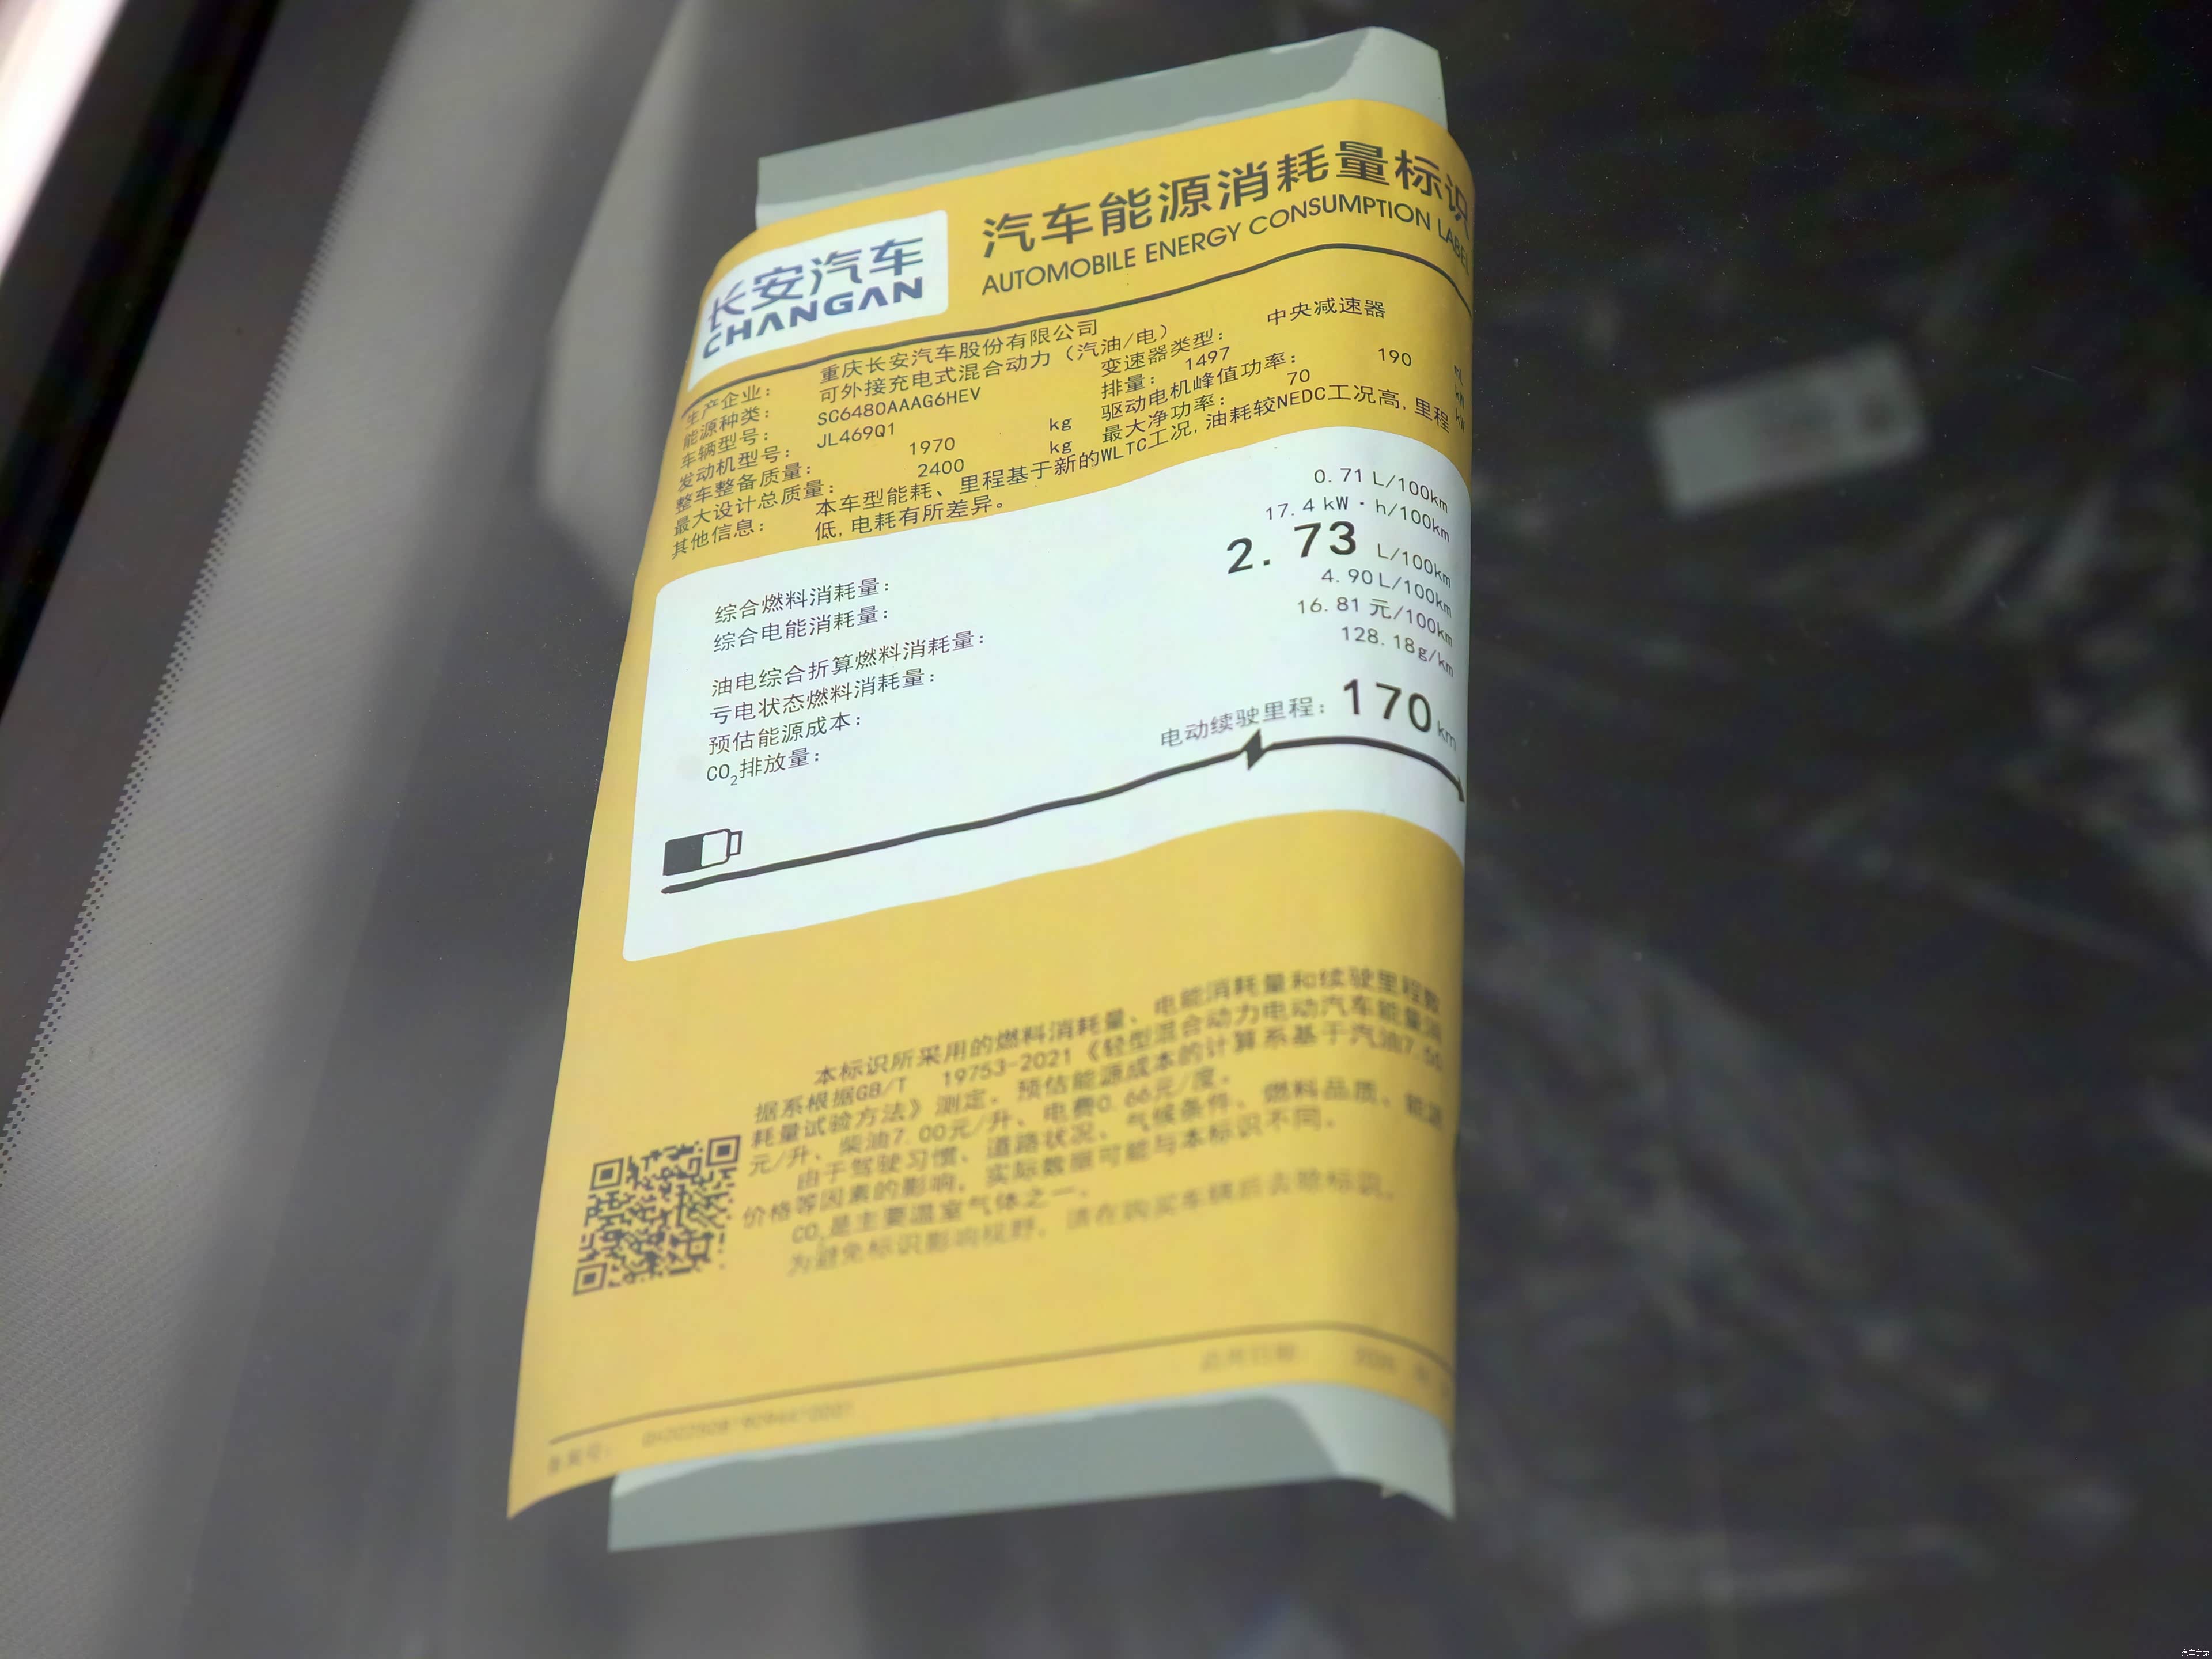 长安汽车
CHANGAN
汽车能源消耗量标识
AUTOMOBILE ENERGY CONSUMPTION LABEL
生产企业： 重庆长安汽车股份有限公司
能源种类： 可外接充电式混合动力（汽油/电）
车辆型号： SC6480AAAG6HEV 变速器类型： 中央减速器
发动机型号： JL469Q1 排量： 1497 mL
整车整备质量： 1970 kg 驱动电机峰值功率： 190 kW
最大设计总质量： 2400 kg 最大净功率： 70 kW
其他信息： 本车型能耗、里程基于新的WLTC工况，油耗较NEDC工况高，里程
低，电耗有所差异。
综合燃料消耗量： 0.71 L/100km
综合电能消耗量： 17.4 kW·h/100km
油电综合折算燃料消耗量： 2.73 L/100km
亏电状态燃料消耗量： 4.90 L/100km
预估能源成本： 16.81 元/100km
CO₂排放量： 128.18g/km
电动续驶里程： 170 km
本标识所采用的燃料消耗量、电能消耗量和续驶里程数
据系根据GB/T 19753-2021《轻型混合动力电动汽车能量消
耗量试验方法》测定。预估能源成本的计算系基于汽油7.50
元/升、柴油7.00元/升、电费0.66元/度。
由于驾驶习惯、道路状况、气候条件、燃料品质、能源
价格等因素的影响，实际数据可能与本标识不同。
CO₂是主要温室气体之一。
为避免标识影响视野，请在购买车辆后去除标识。
备案号：
启用日期：
汽车之家